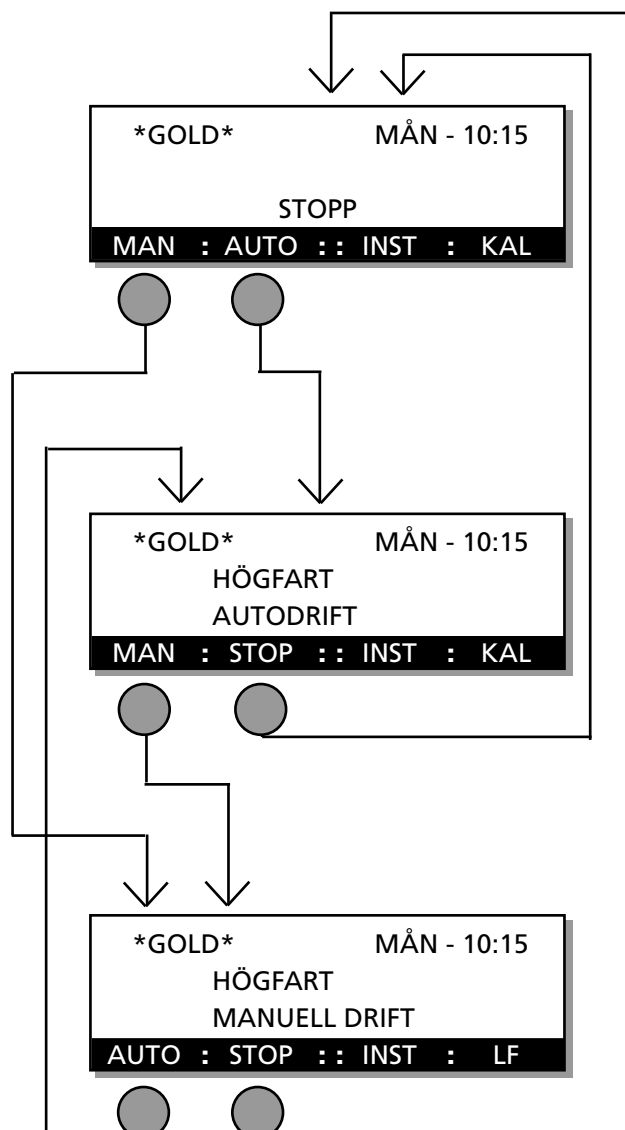 *GOLD* MÅN - 10:15
STOPP
MAN : AUTO : : INST : KAL
*GOLD* MÅN - 10:15
HÖGFART
AUTODRIFT
MAN : STOP : : INST : KAL
*GOLD* MÅN - 10:15
HÖGFART
MANUELL DRIFT
AUTO : STOP : : INST : LF